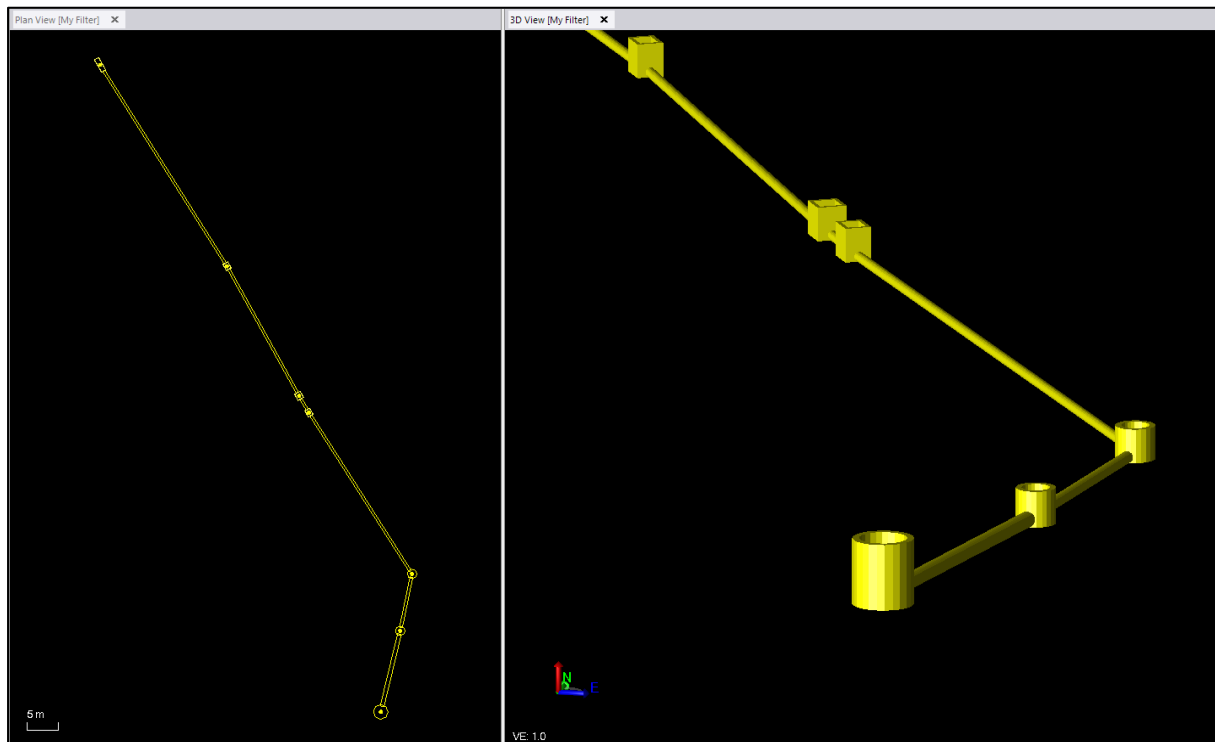 Plan View [My Filter] X
3D View [My Filter] X
5 m
N
E
VE: 1.0